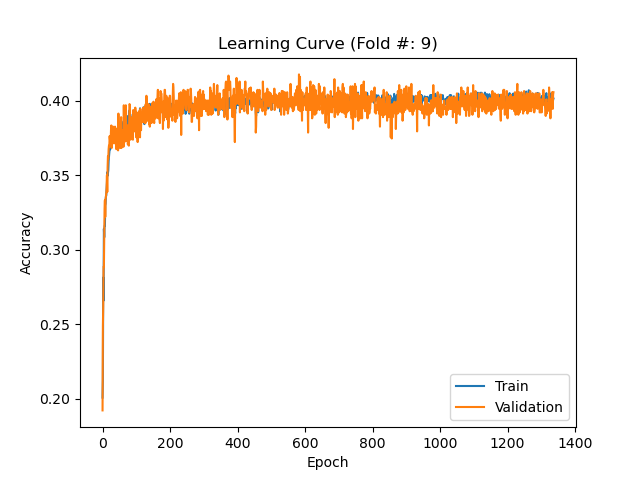 Learning Curve (Fold #: 9)
Accuracy
0.40
0.35
0.30
0.25
0.20
0 200 400 600 800 1000 1200 1400
Epoch
Train
Validation